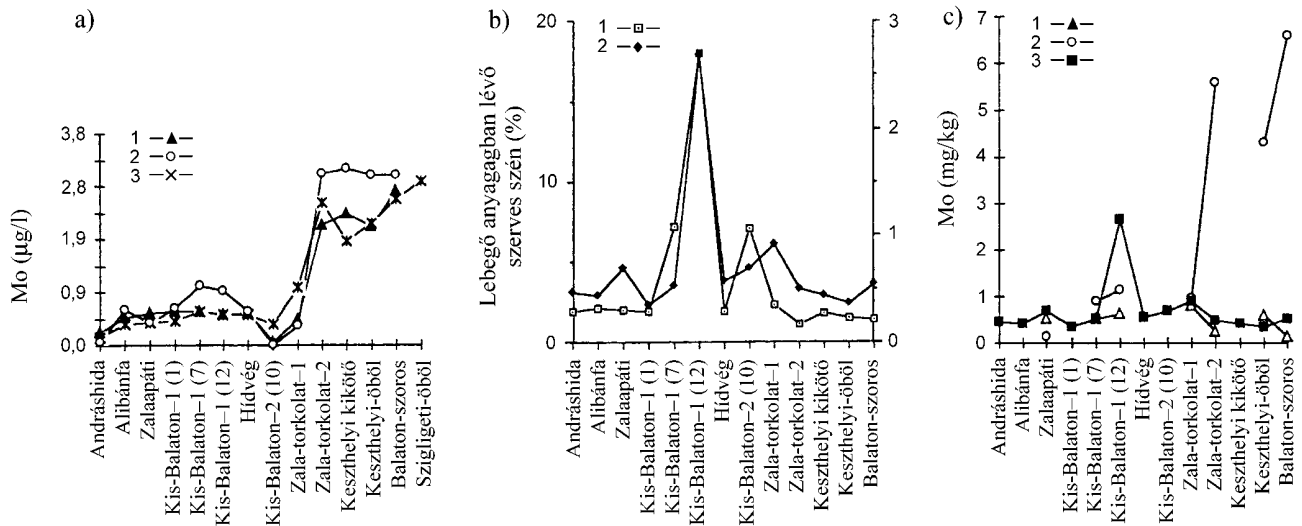 a)
1
2
3
Mo (µg/l)
3,8
2,8
1,9
0,9
0,0
Andráshida
Alibánfa
Zalaapáti
Kis-Balaton–1 (1)
Kis-Balaton–1 (7)
Kis-Balaton–1 (12)
Hídvég
Kis-Balaton–2 (10)
Zala-torkolat–1
Zala-torkolat–2
Keszthelyi kikötő
Keszthelyi-öböl
Balaton-szoros
Szigligeti-öböl
b)
1
2
Lebegő anyagagban lévő
szerves szén (%)
20
10
0
3
2
1
0
Andráshida
Alibánfa
Zalaapáti
Kis-Balaton–1 (1)
Kis-Balaton–1 (7)
Kis-Balaton–1 (12)
Hídvég
Kis-Balaton–2 (10)
Zala-torkolat–1
Zala-torkolat–2
Keszthelyi kikötő
Keszthelyi-öböl
Balaton-szoros
c)
1
2
3
Mo (mg/kg)
7
6
5
4
3
2
1
0
Andráshida
Alibánfa
Zalaapáti
Kis-Balaton–1 (1)
Kis-Balaton–1 (7)
Kis-Balaton–1 (12)
Hídvég
Kis-Balaton–2 (10)
Zala-torkolat–1
Zala-torkolat–2
Keszthelyi kikötő
Keszthelyi-öböl
Balaton-szoros